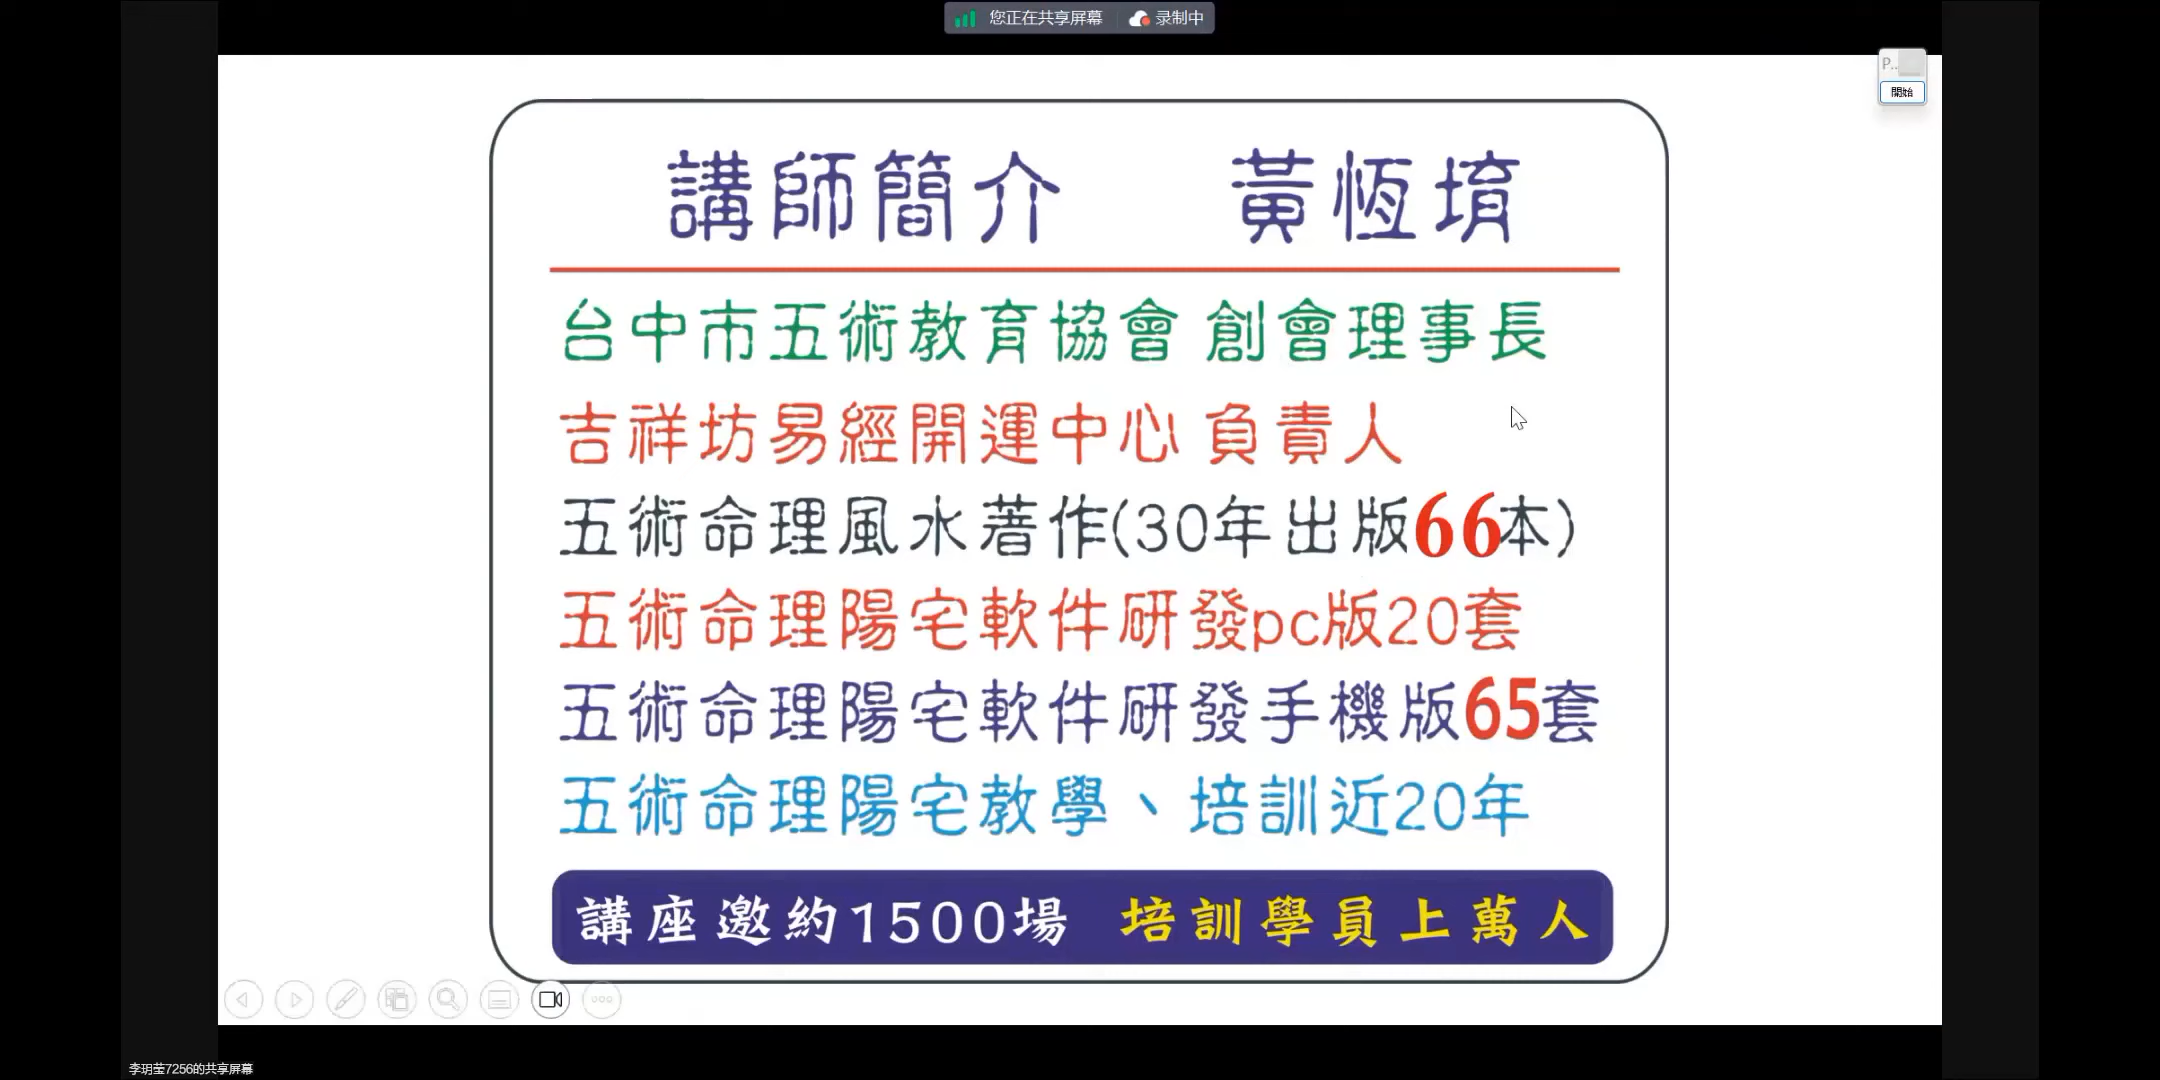 您正在共享屏幕 录制中
P..
開始
講師簡介 黃恆堉
台中市五術教育協會 創會理事長
吉祥坊易經開運中心 負責人
五術命理風水著作(30年出版66本)
五術命理陽宅軟件研發pc版20套
五術命理陽宅軟件研發手機版65套
五術命理陽宅教學、培訓近20年
講座邀約1500場 培訓學員上萬人
李玥莹7256的共享屏幕